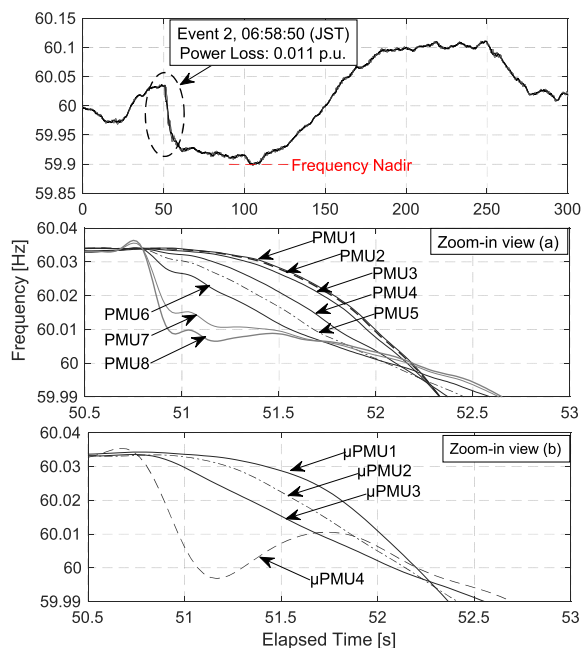 Event 2, 06:58:50 (JST)
Power Loss: 0.011 p.u.
60.15
60.1
60.05
60
59.95
59.9
59.85
Frequency Nadir
0
50
100
150
200
250
300
Frequency [Hz]
60.04
60.03
60.02
60.01
60
59.99
Zoom-in view (a)
PMU1
PMU2
PMU3
PMU4
PMU5
PMU6
PMU7
PMU8
50.5
51
51.5
52
52.5
53
60.04
60.03
60.02
60.01
60
59.99
Zoom-in view (b)
µPMU1
µPMU2
µPMU3
µPMU4
50.5
51
51.5
52
52.5
53
Elapsed Time [s]